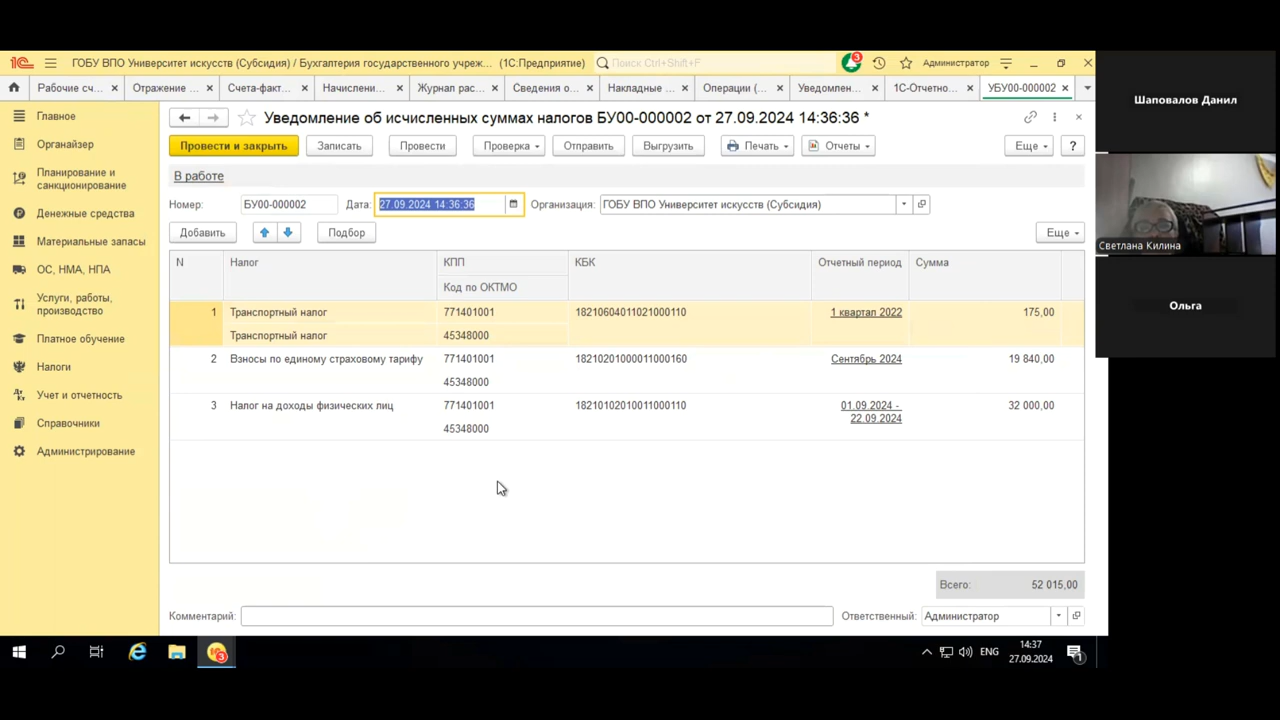 ГОБУ ВПО Университет искусств (Субсидия) / Бухгалтерия государственного учреж... (1С:Предприятие)
Поиск Ctrl+Shift+F
3
Администратор
Рабочие сч...
Отражение ...
Счета-факт...
Начислени...
Журнал рас...
Сведения о...
Накладные ...
Операции (...
Уведомлен...
1С-Отчетно...
УБУ00-000002
Уведомление об исчисленных суммах налогов БУ00-000002 от 27.09.2024 14:36:36 *
Провести и закрыть
Записать
Провести
Проверка
Отправить
Выгрузить
Печать
Отчеты
Еще
?
В работе
Номер:
БУ00-000002
Дата:
27.09.2024 14:36:36
Организация:
ГОБУ ВПО Университет искусств (Субсидия)
Добавить
Подбор
Еще
N
Налог
КПП
КБК
Отчетный период
Сумма
Код по ОКТМО
1
Транспортный налог
771401001
18210604011021000110
1 квартал 2022
175,00
Транспортный налог
45348000
2
Взносы по единому страховому тарифу
771401001
18210201000011000160
Сентябрь 2024
19 840,00
45348000
3
Налог на доходы физических лиц
771401001
18210102010011000110
01.09.2024 -
22.09.2024
32 000,00
45348000
Всего:
52 015,00
Комментарий:
Ответственный:
Администратор
Главное
Органайзер
Планирование и
санкционирование
Денежные средства
Материальные запасы
ОС, НМА, НПА
Услуги, работы,
производство
Платное обучение
Налоги
Учет и отчетность
Справочники
Администрирование
Шаповалов Данил
Светлана Килина
Ольга
3
ENG
14:37
27.09.2024
1